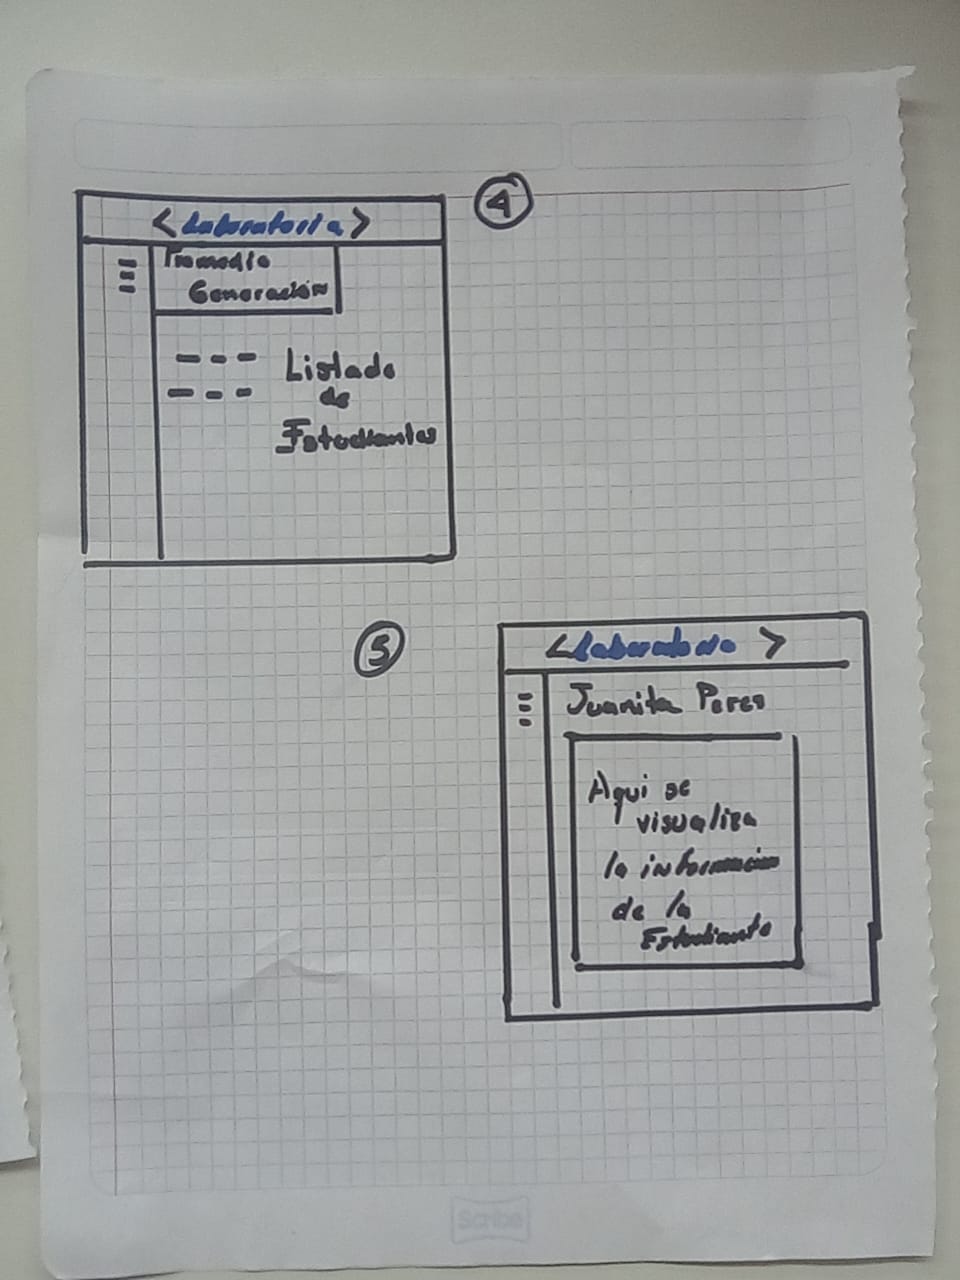 4
<Laboratoria>
Promedio
Generación
Listado
de
Estudiantes
5
<Laboratoria>
Juanita Perez
Aqui se
visualiza
la informacion
de la
Estudiante
Scribe